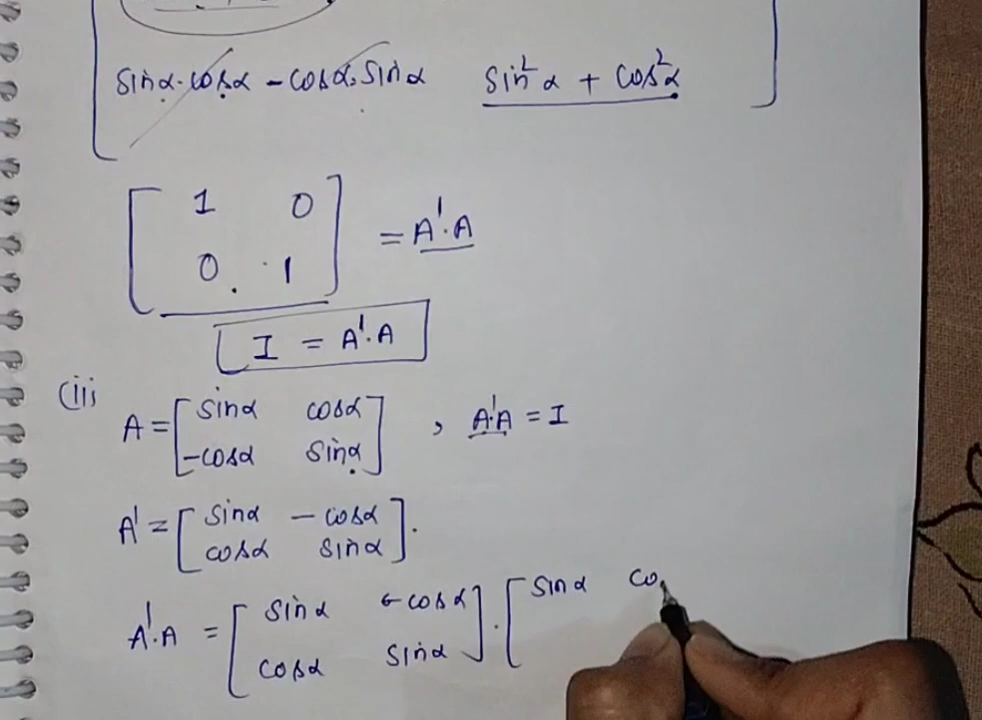 sinα·cosα - cosα.sinα sin²α + cos²α
[ 1 0 ] = A'.A
[ 0 . 1 ]
I = A'.A
(ii)
A = [ sinα cosα ] , A'.A = I
[ -cosα sinα ]
A' = [ sinα - cosα ] .
[ cosα sinα ]
A'.A = [ sinα -cosα ] . [ sinα co
[ cosα sinα ] [